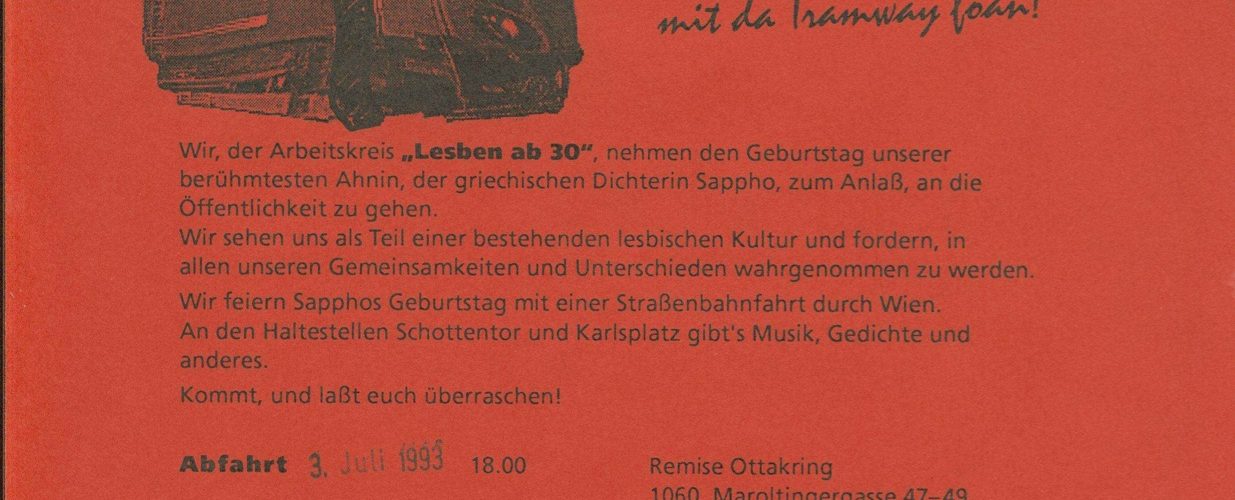 mit da Tramway foan!
Wir, der Arbeitskreis „Lesben ab 30“, nehmen den Geburtstag unserer
berühmtesten Ahnin, der griechischen Dichterin Sappho, zum Anlaß, an die
Öffentlichkeit zu gehen.
Wir sehen uns als Teil einer bestehenden lesbischen Kultur und fordern, in
allen unseren Gemeinsamkeiten und Unterschieden wahrgenommen zu werden.
Wir feiern Sapphos Geburtstag mit einer Straßenbahnfahrt durch Wien.
An den Haltestellen Schottentor und Karlsplatz gibt's Musik, Gedichte und
anderes.
Kommt, und laßt euch überraschen!
Abfahrt 3. Juli 1993 18.00 Remise Ottakring
1060, Maroltingergasse 47–49